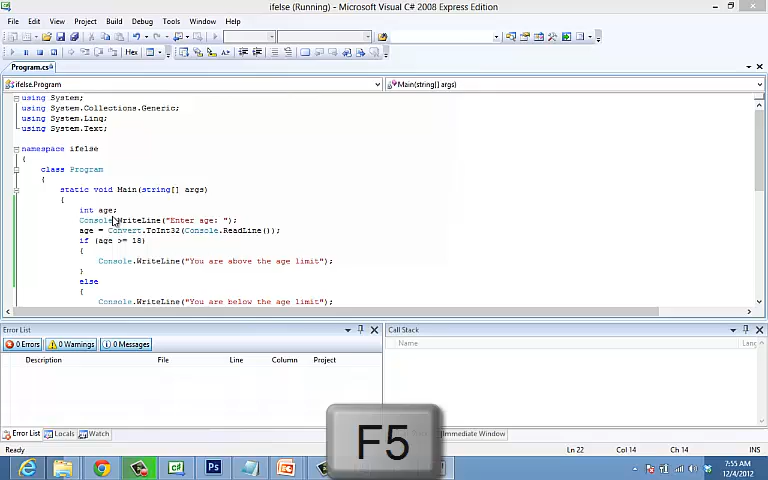 ifelse (Running) - Microsoft Visual C# 2008 Express Edition
File Edit View Project Build Debug Tools Window Help
Hex
Program.cs
ifelse.Program Main(string[] args)
using System;
using System.Collections.Generic;
using System.Linq;
using System.Text;
namespace ifelse
{
class Program
{
static void Main(string[] args)
{
int age;
Console.WriteLine("Enter age: ");
age = Convert.ToInt32(Console.ReadLine());
if (age >= 18)
{
Console.WriteLine("You are above the age limit");
}
else
{
Console.WriteLine("You are below the age limit");
Error List Call Stack
0 Errors 0 Warnings 0 Messages Name Lang
Description File Line Column Project
F5
Error List Locals Watch Immediate Window
Ready Ln 22 Col 14 Ch 14 INS
7:55 AM
12/4/2012